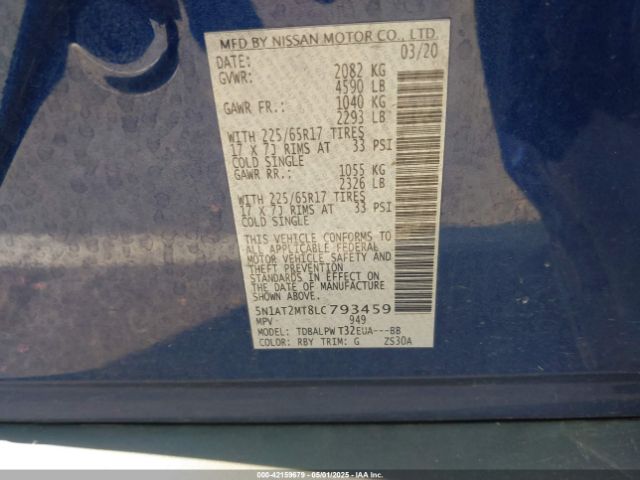 MFD BY NISSAN MOTOR CO., LTD.
DATE: 03/20
GVWR: 2082 KG
4590 LB
GAWR FR.: 1040 KG
2293 LB
WITH 225/65R17 TIRES
17 X 7J RIMS AT 33 PSI
COLD SINGLE
GAWR RR.: 1055 KG
2326 LB
WITH 225/65R17 TIRES
17 X 7J RIMS AT 33 PSI
COLD SINGLE
THIS VEHICLE CONFORMS TO
ALL APPLICABLE FEDERAL
MOTOR VEHICLE SAFETY AND
THEFT PREVENTION
STANDARDS IN EFFECT ON
THE DATE OF MANUFACTURE
SHOWN ABOVE.
5N1AT2MT8LC793459
MPV 949
MODEL: TDBALPWT32EUA---BB
COLOR: RBY TRIM: G ZS30A
000-42159679 - 05/01/2025 - IAAI.COM